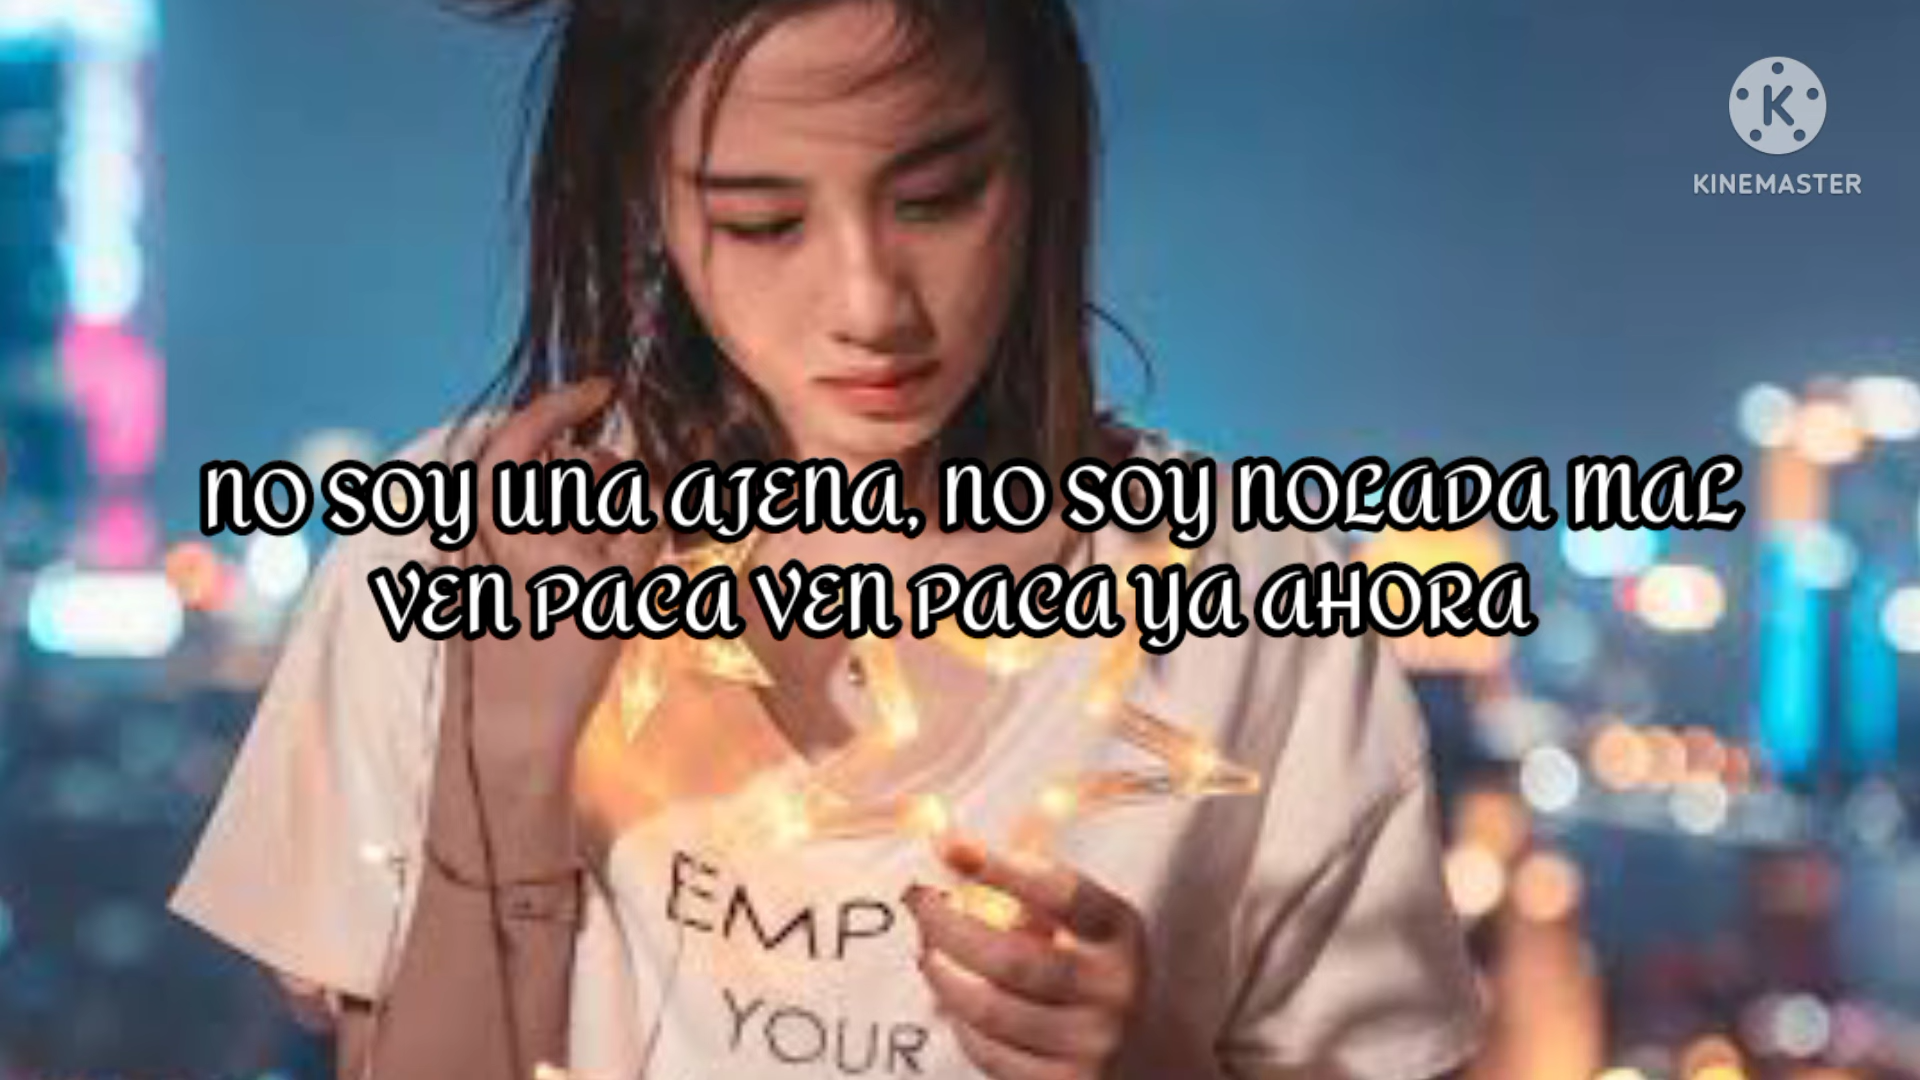 KINEMASTER
NO SOY UNA AJENA, NO SOY NOLADA MAL
VEN PACA VEN PACA YA AHORA
EMP
YOUR